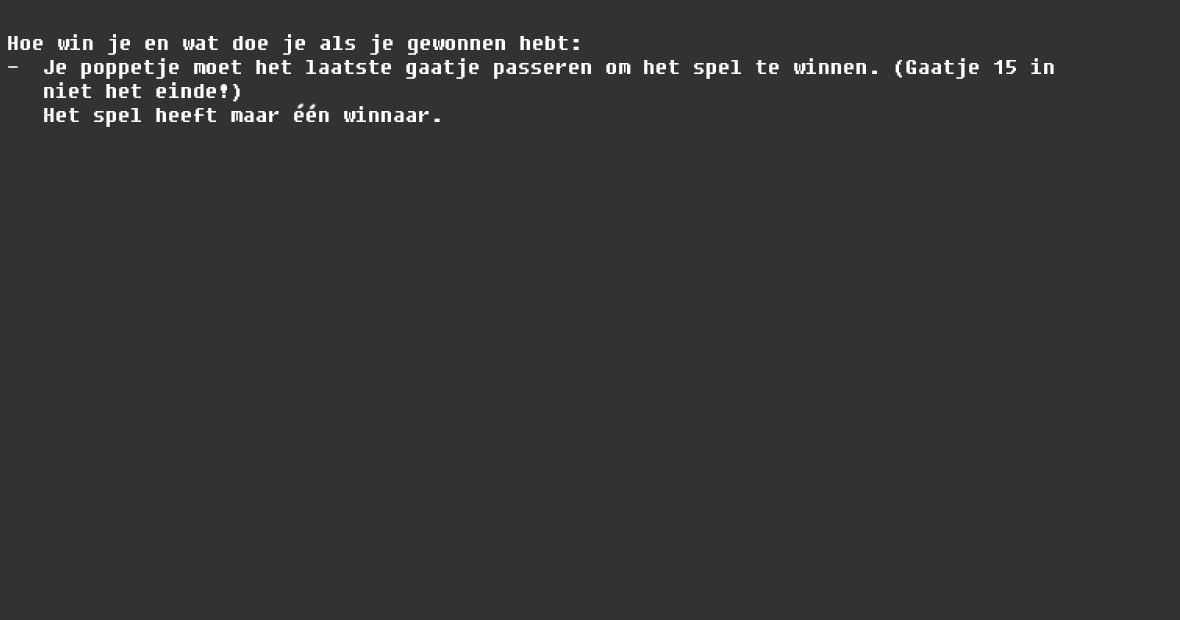 Hoe win je en wat doe je als je gewonnen hebt:
- Je poppetje moet het laatste gaatje passeren om het spel te winnen. (Gaatje 15 in
niet het einde!)
Het spel heeft maar één winnaar.